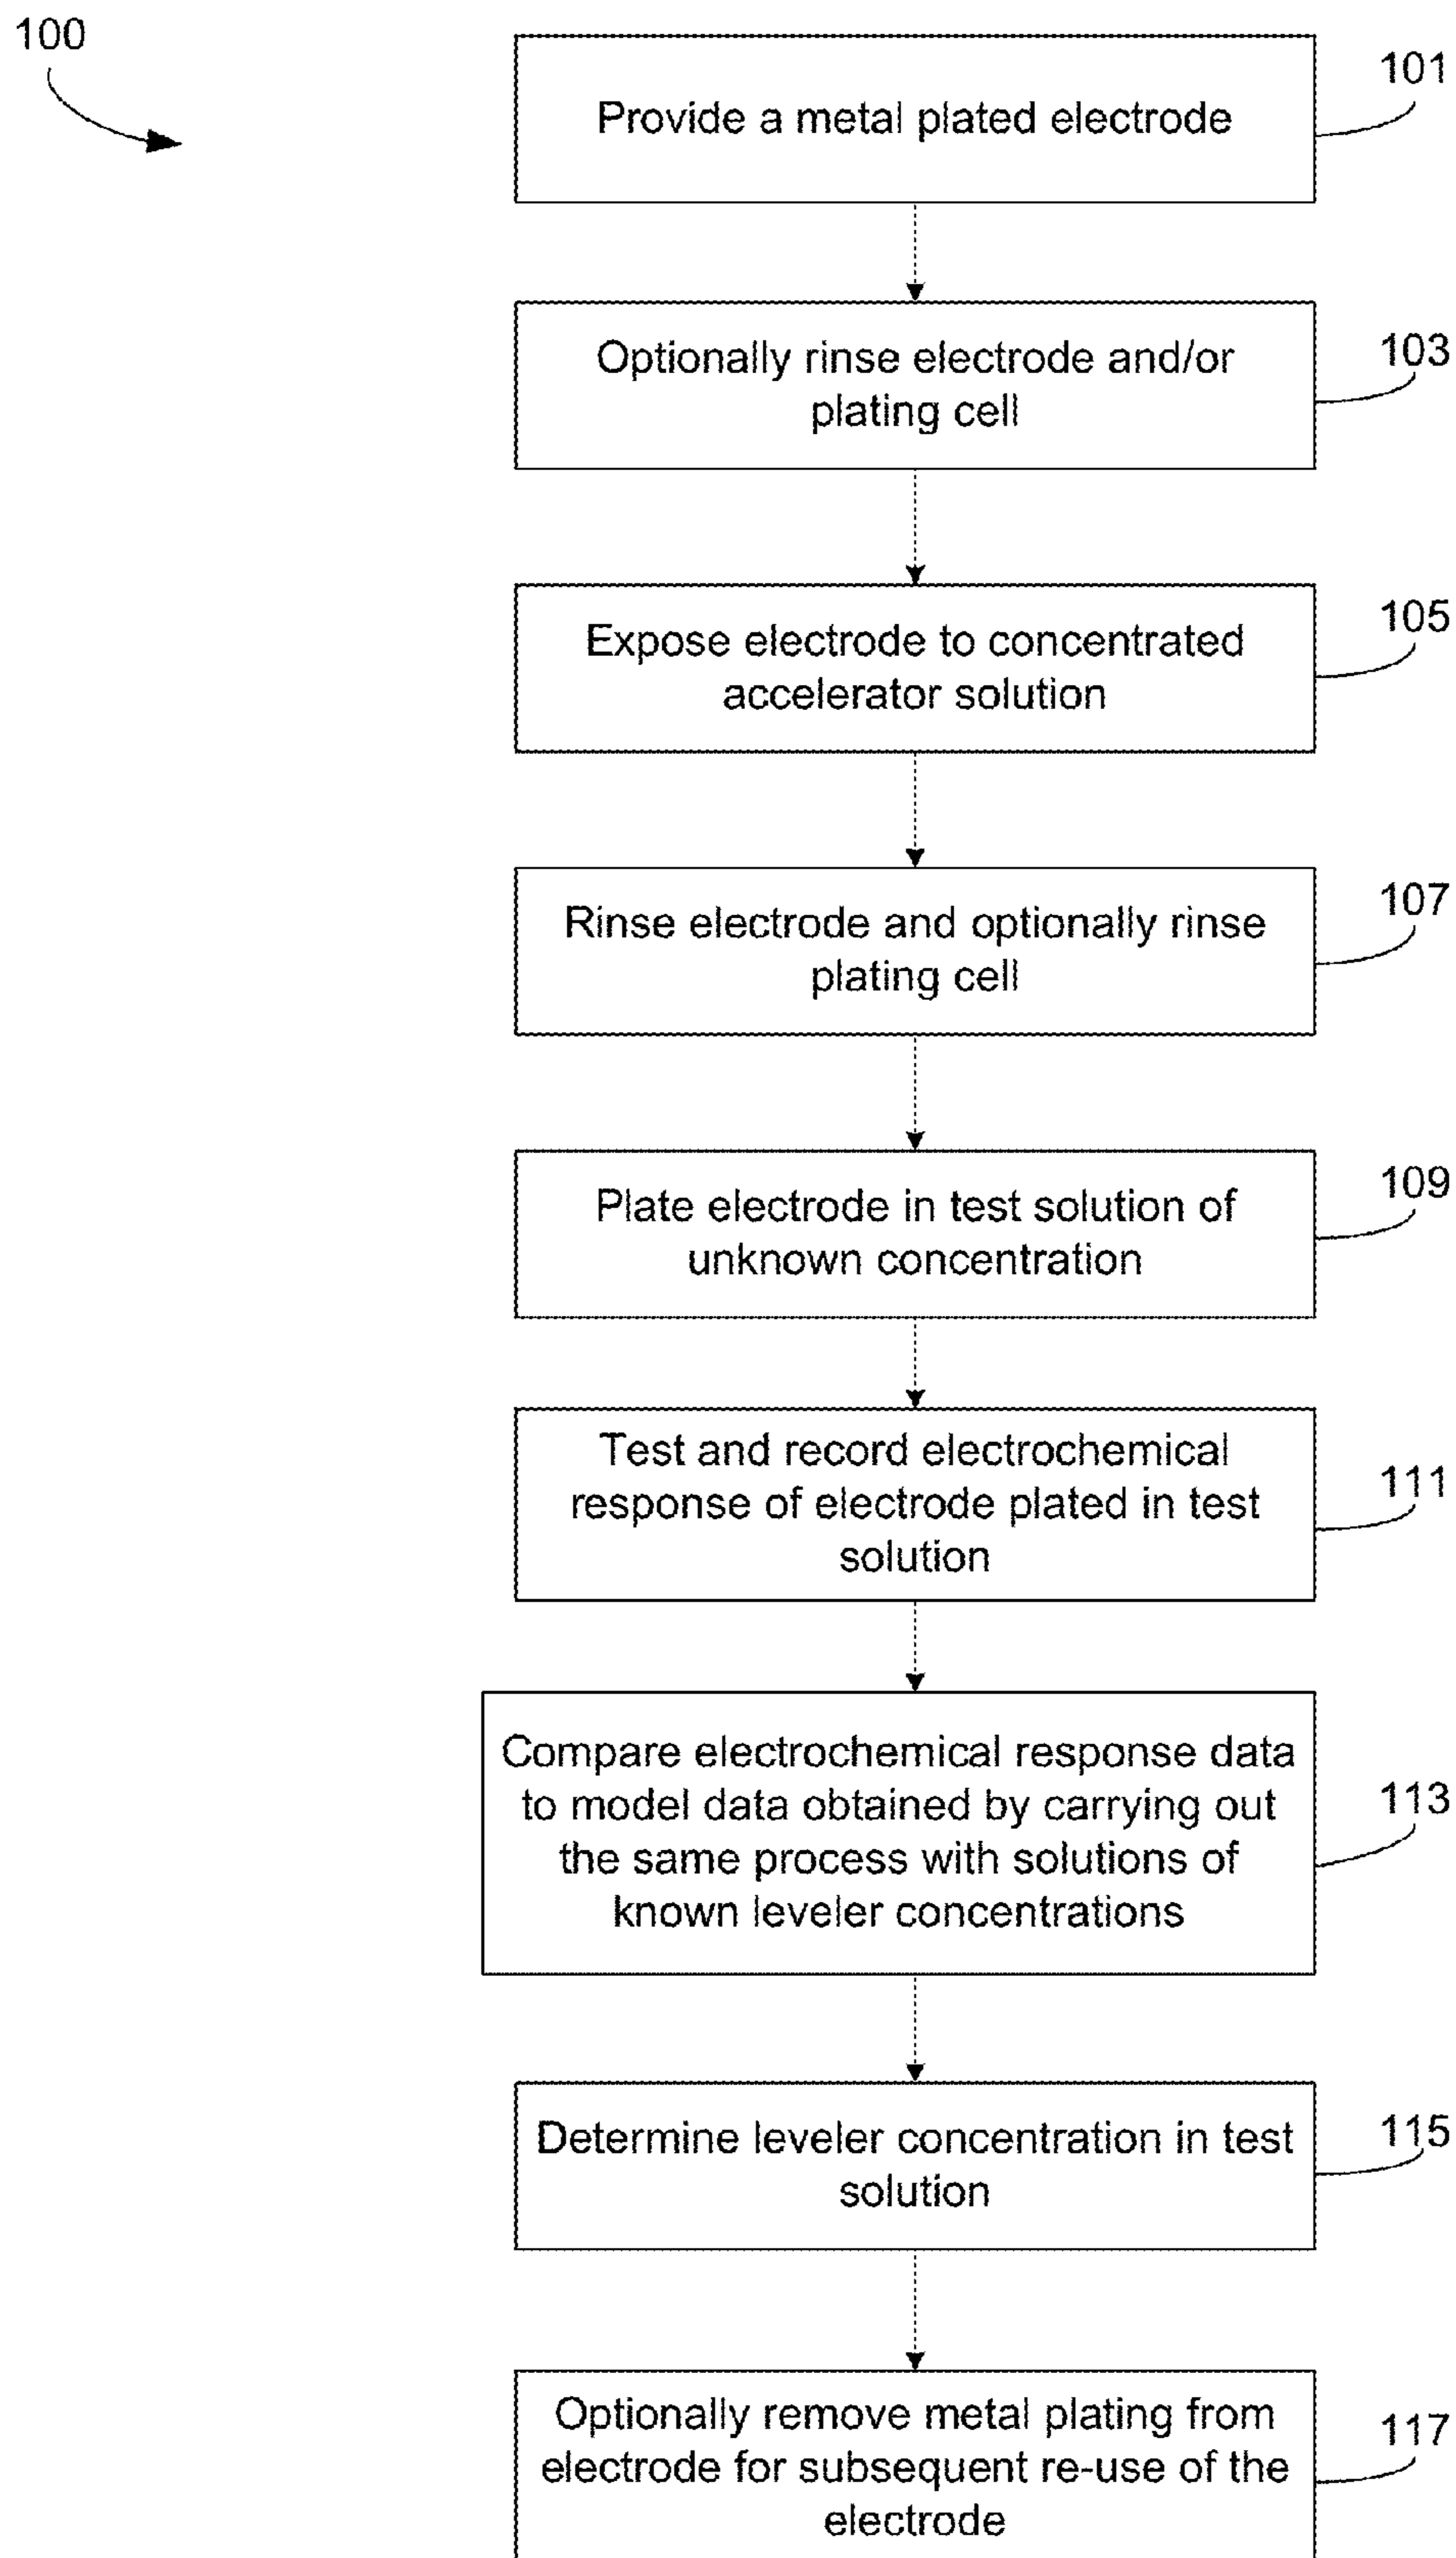 100
101
Provide a metal plated electrode
103
Optionally rinse electrode and/or
plating cell
105
Expose electrode to concentrated
accelerator solution
107
Rinse electrode and optionally rinse
plating cell
109
Plate electrode in test solution of
unknown concentration
111
Test and record electrochemical
response of electrode plated in test
solution
113
Compare electrochemical response data
to model data obtained by carrying out
the same process with solutions of
known leveler concentrations
115
Determine leveler concentration in test
solution
117
Optionally remove metal plating from
electrode for subsequent re-use of the
electrode